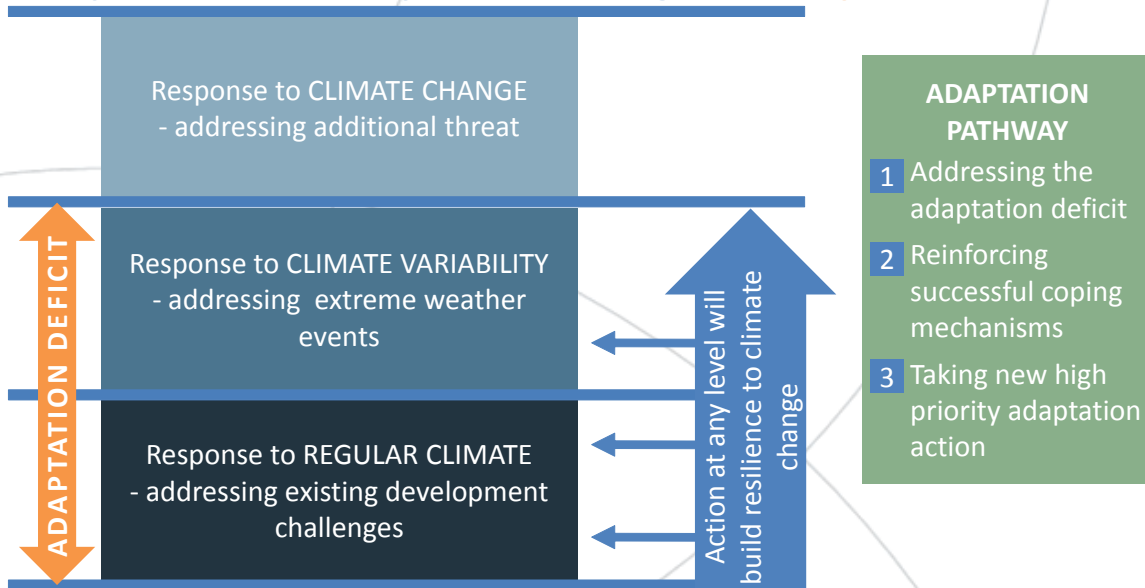 Response to CLIMATE CHANGE
- addressing additional threat
Response to CLIMATE VARIABILITY
- addressing extreme weather
events
Response to REGULAR CLIMATE
- addressing existing development
challenges
ADAPTATION DEFICIT
Action at any level will
build resilience to climate
change
ADAPTATION
PATHWAY
1 Addressing the
adaptation deficit
2 Reinforcing
successful coping
mechanisms
3 Taking new high
priority adaptation
action